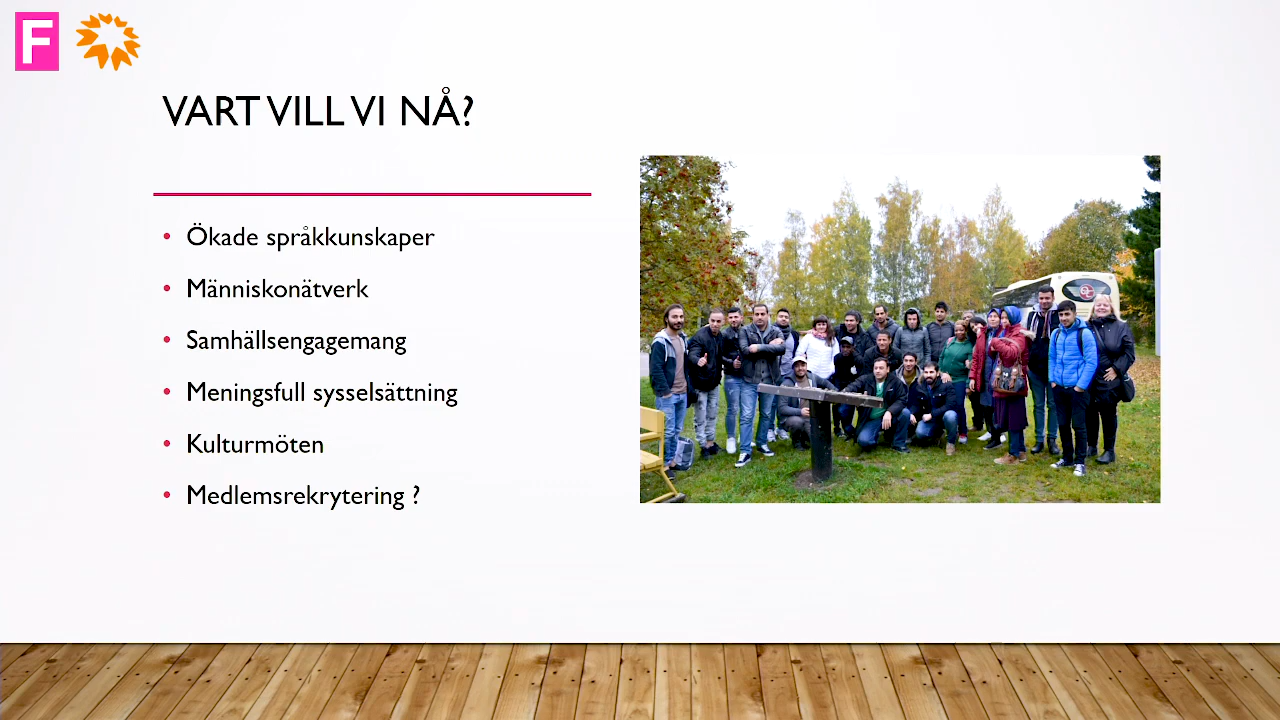 F
VART VILL VI NÅ?
• Ökade språkkunskaper
• Människonätverk
• Samhällsengagemang
• Meningsfull sysselsättning
• Kulturmöten
• Medlemsrekrytering ?